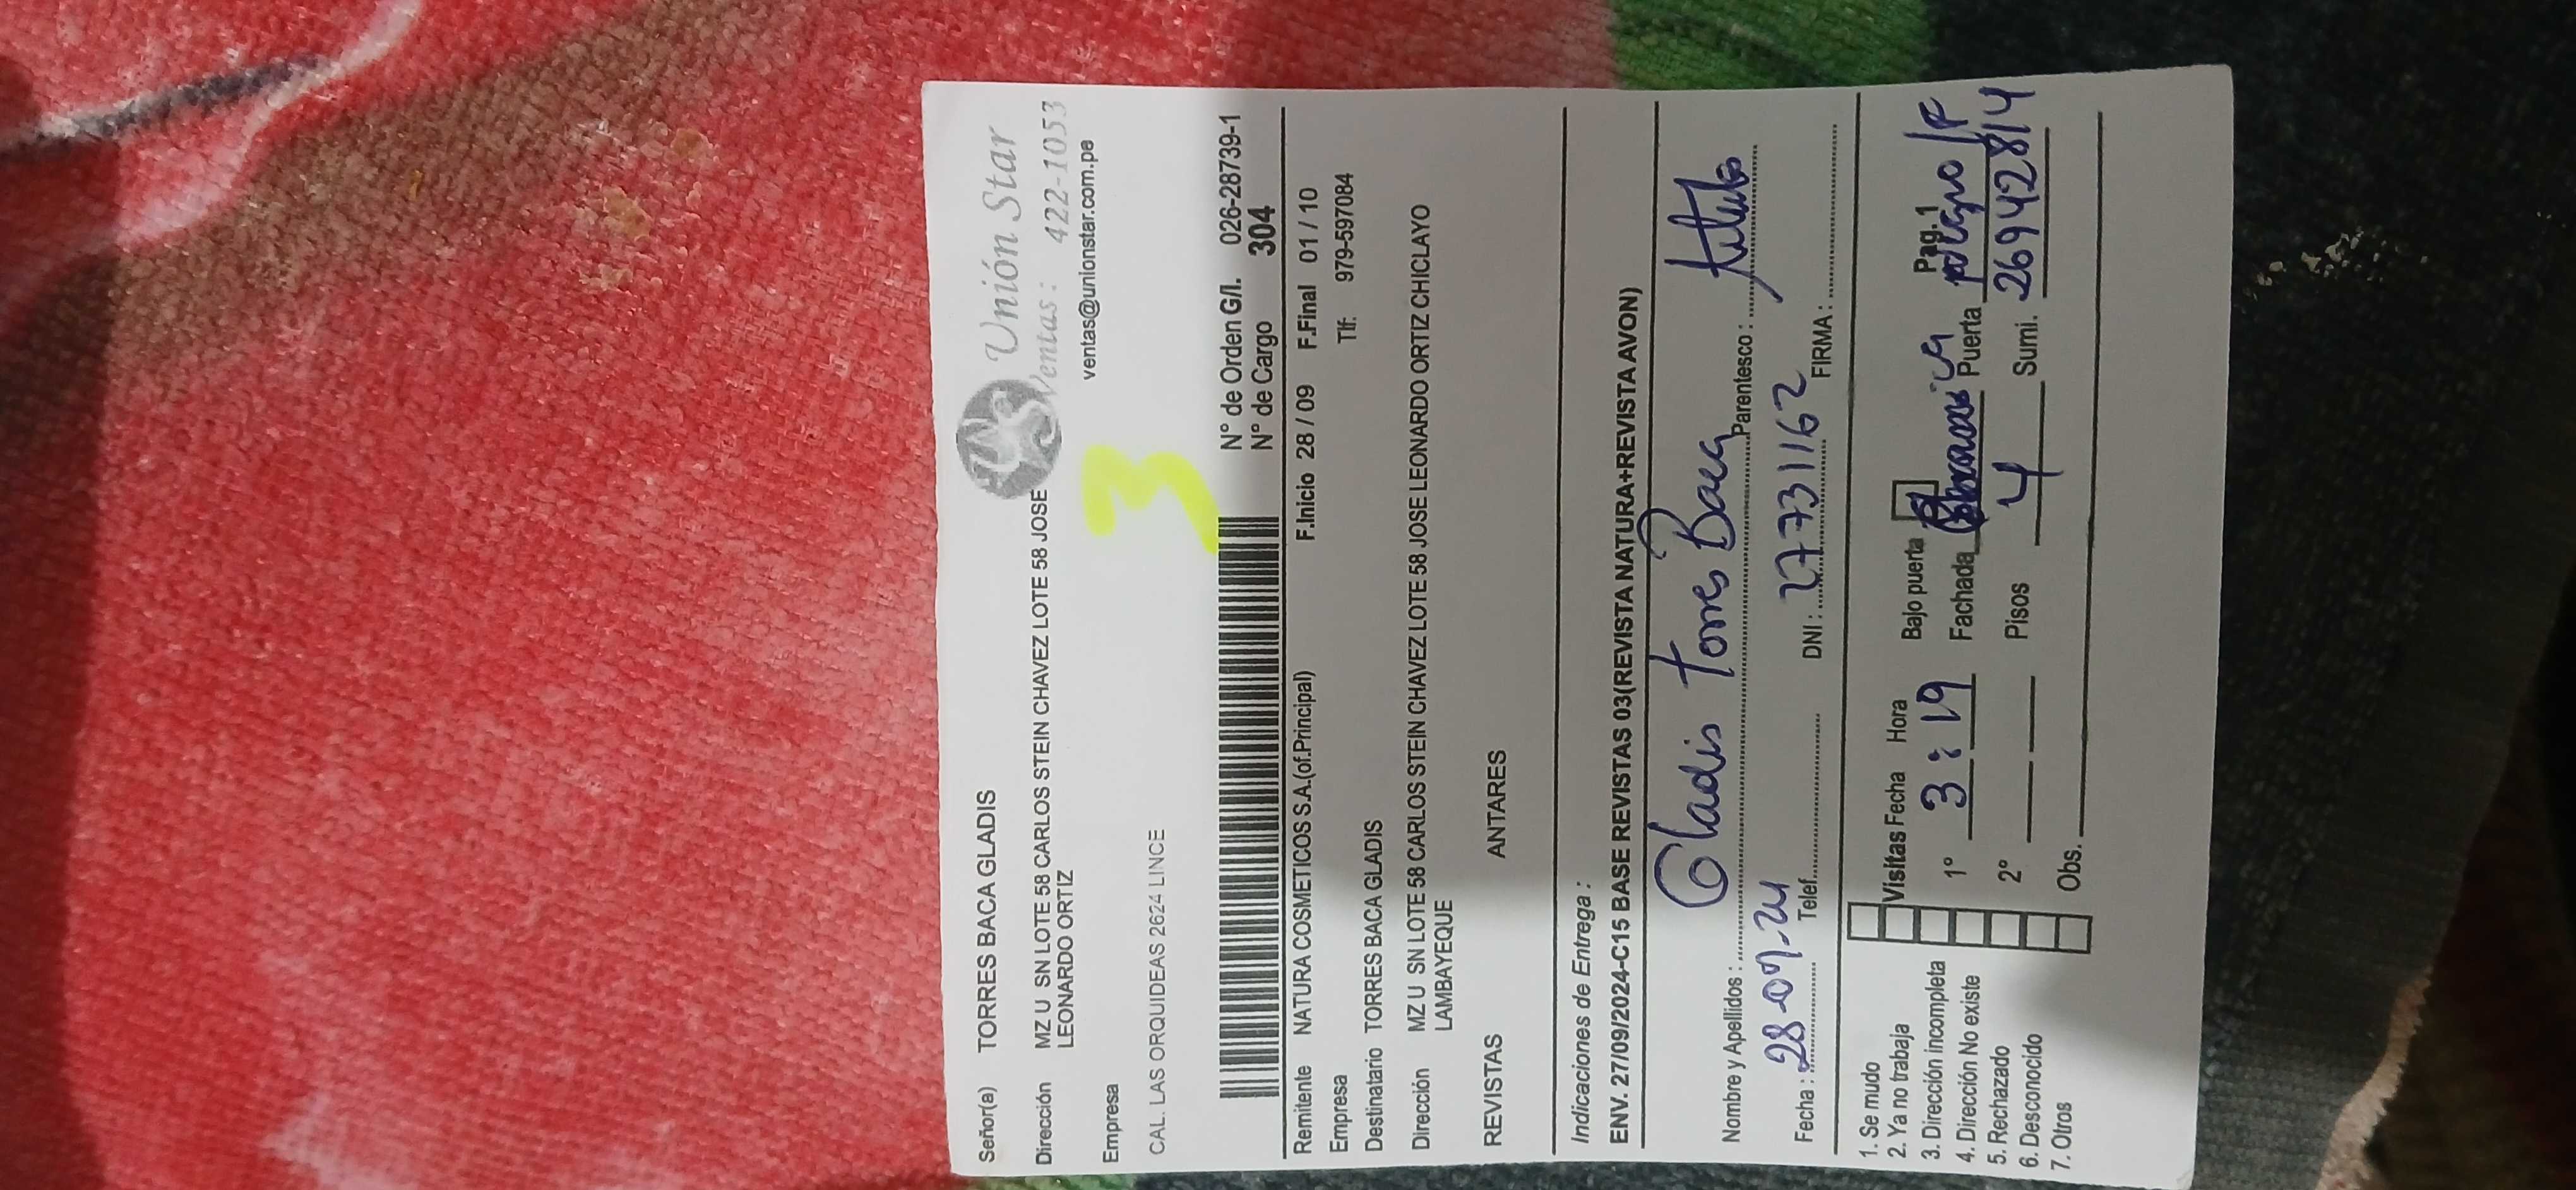 Unión Star
Ventas: 422-1053
ventas@unionstar.com.pe
Señor(a) TORRES BACA GLADIS
Dirección MZ U SN LOTE 58 CARLOS STEIN CHAVEZ LOTE 58 JOSE
LEONARDO ORTIZ
Empresa
3
CAL. LAS ORQUIDEAS 2624 LINCE
N° de Orden G/I. 026-28739-1
N° de Cargo 304
Remitente NATURA COSMETICOS S.A.(of.Principal) F.Inicio 28 / 09 F.Final 01 / 10
Empresa Tlf: 979-597084
Destinatario TORRES BACA GLADIS
Dirección MZ U SN LOTE 58 CARLOS STEIN CHAVEZ LOTE 58 JOSE LEONARDO ORTIZ CHICLAYO
LAMBAYEQUE
REVISTAS ANTARES
Indicaciones de Entrega :
ENV. 27/09/2024-C15 BASE REVISTAS 03(REVISTA NATURA+REVISTA AVON)
Nombre y Apellidos : Gladis Torres Baca Parentesco : titular
Fecha : 28-09-24 Telef. DNI : 27731162 FIRMA :
1. Se mudo Visitas Fecha Hora Bajo puerta Pag.1
2. Ya no trabaja
3. Dirección incompleta 1° 3:19 Fachada Puerta
4. Dirección No existe
5. Rechazado 2° Pisos 4 Sumi. 26942814
6. Desconocido
7. Otros Obs.